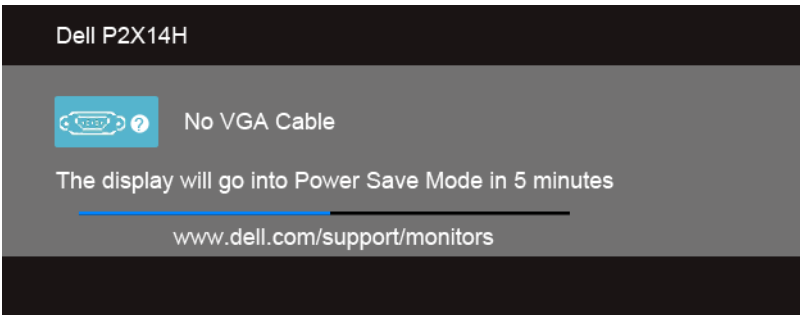 Dell P2X14H
No VGA Cable
The display will go into Power Save Mode in 5 minutes
www.dell.com/support/monitors